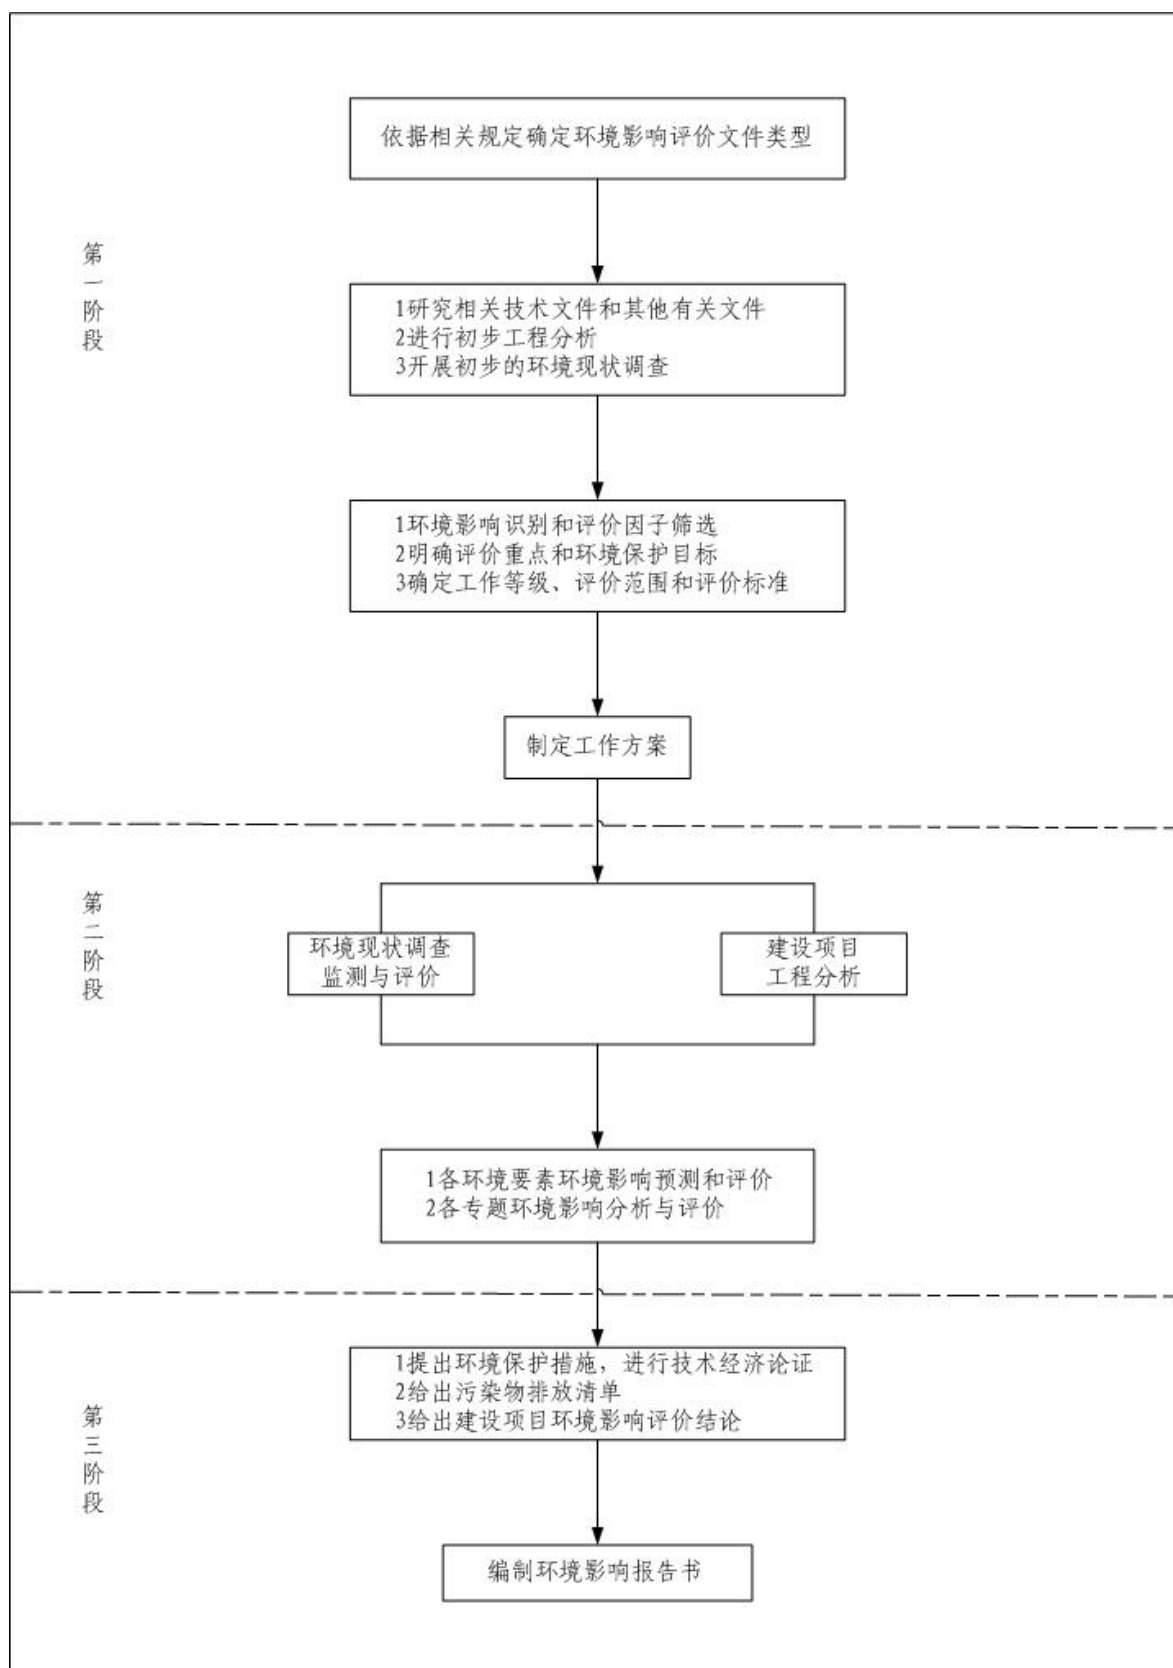 依据相关规定确定环境影响评价文件类型
第一阶段
1研究相关技术文件和其他有关文件
2进行初步工程分析
3开展初步的环境现状调查
1环境影响识别和评价因子筛选
2明确评价重点和环境保护目标
3确定工作等级、评价范围和评价标准
制定工作方案
第二阶段
环境现状调查
监测与评价
建设项目
工程分析
1各环境要素环境影响预测和评价
2各专题环境影响分析与评价
第三阶段
1提出环境保护措施，进行技术经济论证
2给出污染物排放清单
3给出建设项目环境影响评价结论
编制环境影响报告书